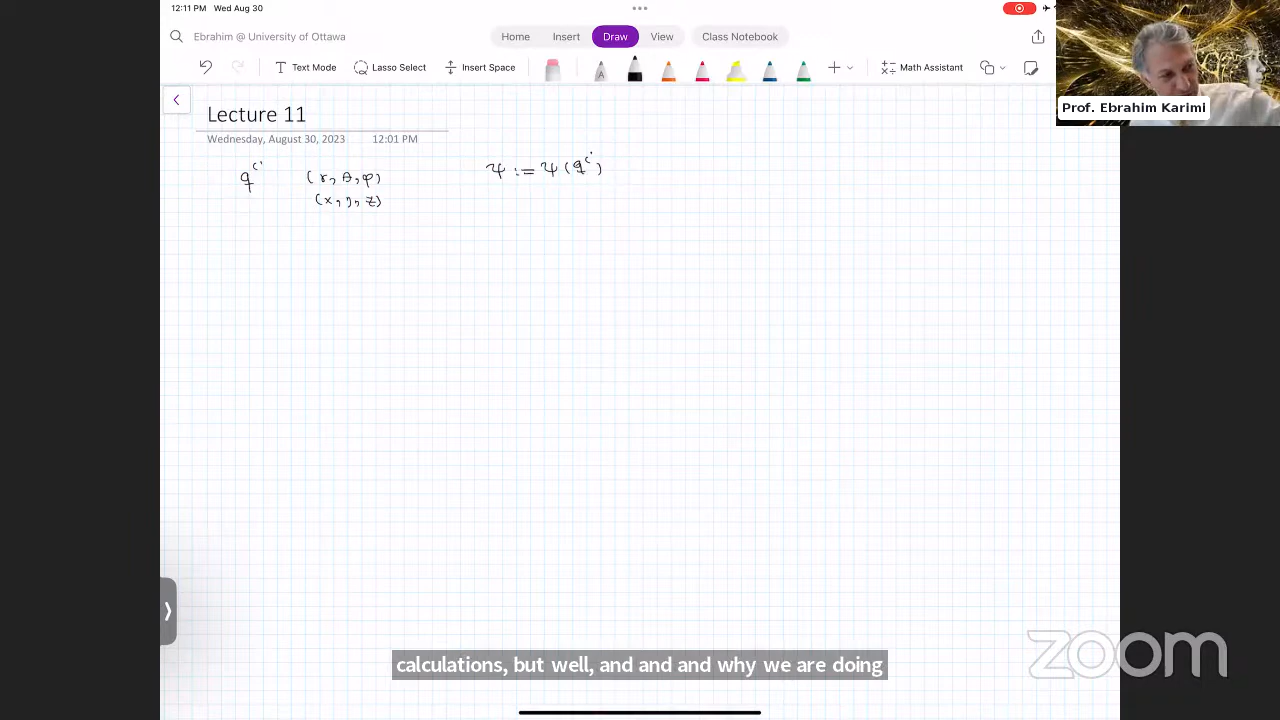 12:11 PM Wed Aug 30
Ebrahim @ University of Ottawa
Home Insert Draw View Class Notebook
Text Mode Lasso Select Insert Space Math Assistant
Prof. Ebrahim Karimi
Lecture 11
Wednesday, August 30, 2023 12:01 PM
qⁱ (r, θ, φ) ψ := ψ(qⁱ)
(x, y, z)
calculations, but well, and and and why we are doing
zoom